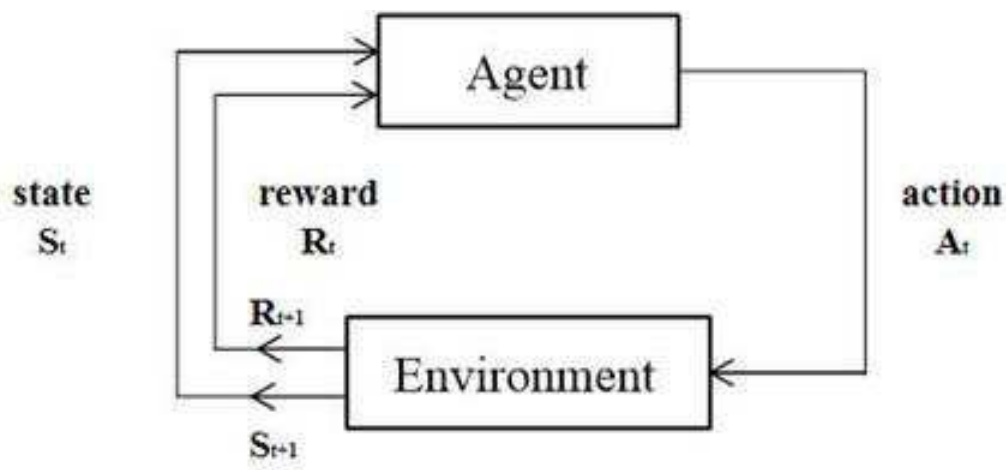 Agent
state
Sₜ
reward
Rₜ
action
Aₜ
Rₜ₊₁
Environment
Sₜ₊₁